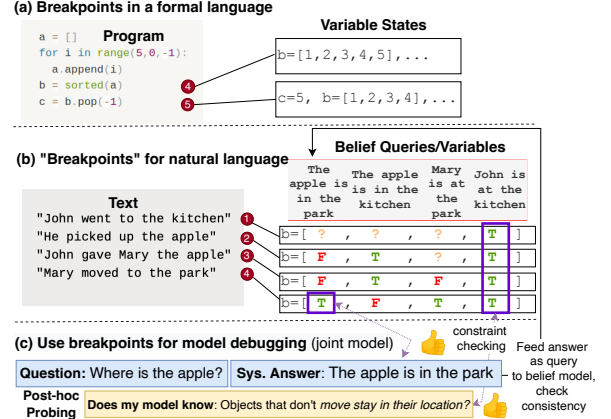 (a) Breakpoints in a formal language
Program
a = []
for i in range(5,0,-1):
a.append(i)
b = sorted(a)
c = b.pop(-1)
4
5
Variable States
b=[1,2,3,4,5],...
c=5, b=[1,2,3,4],...
(b) "Breakpoints" for natural language
Belief Queries/Variables
The apple is in the park
The apple is in the kitchen
Mary is at the park
John is at the kitchen
Text
"John went to the kitchen"
"He picked up the apple"
"John gave Mary the apple"
"Mary moved to the park"
1
2
3
4
b=[ ? , ? , ? , T ]
b=[ F , T , ? , T ]
b=[ F , T , F , T ]
b=[ T , F , T , T ]
(c) Use breakpoints for model debugging (joint model)
constraint checking
Feed answer as query to belief model, check consistency
Question: Where is the apple?
Sys. Answer: The apple is in the park
Post-hoc Probing
Does my model know: Objects that don't move stay in their location?